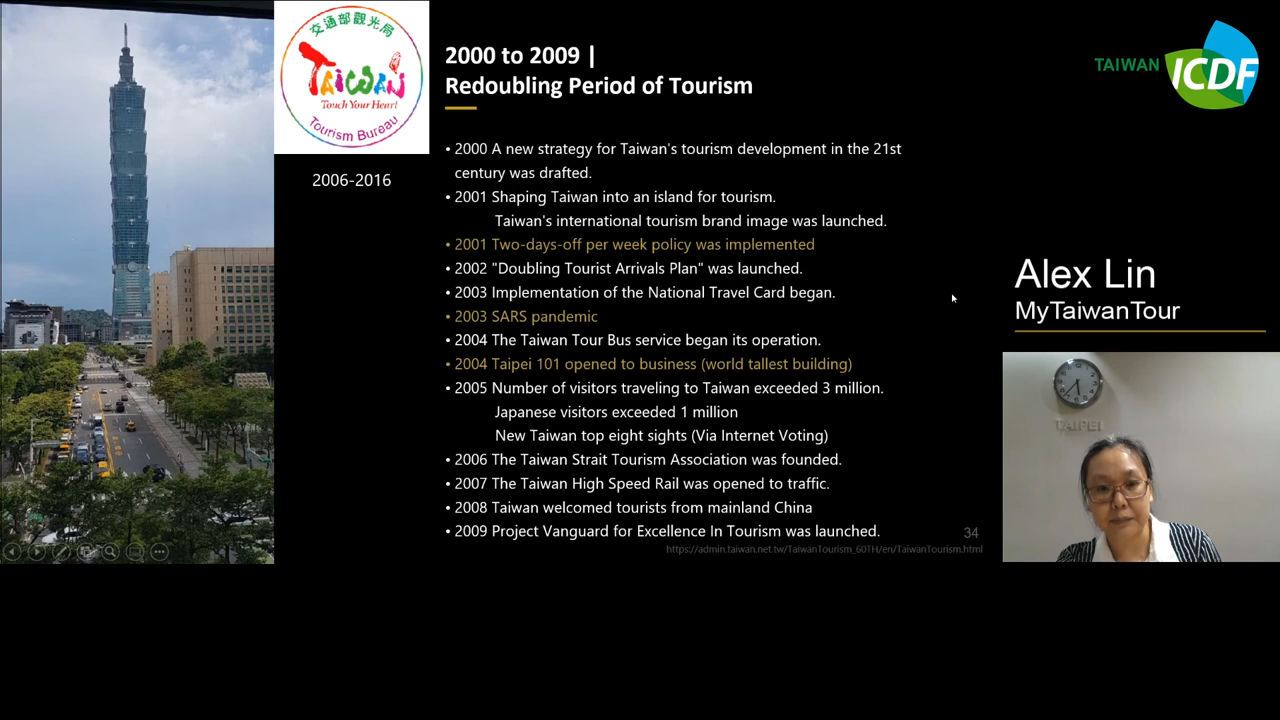 交通部觀光局
TAIWAN
Touch Your Heart
Tourism Bureau
2006-2016
2000 to 2009 |
Redoubling Period of Tourism
• 2000 A new strategy for Taiwan's tourism development in the 21st
century was drafted.
• 2001 Shaping Taiwan into an island for tourism.
Taiwan's international tourism brand image was launched.
• 2001 Two-days-off per week policy was implemented
• 2002 "Doubling Tourist Arrivals Plan" was launched.
• 2003 Implementation of the National Travel Card began.
• 2003 SARS pandemic
• 2004 The Taiwan Tour Bus service began its operation.
• 2004 Taipei 101 opened to business (world tallest building)
• 2005 Number of visitors traveling to Taiwan exceeded 3 million.
Japanese visitors exceeded 1 million
New Taiwan top eight sights (Via Internet Voting)
• 2006 The Taiwan Strait Tourism Association was founded.
• 2007 The Taiwan High Speed Rail was opened to traffic.
• 2008 Taiwan welcomed tourists from mainland China
• 2009 Project Vanguard for Excellence In Tourism was launched.
34
https://admin.taiwan.net.tw/TaiwanTourism_60TH/en/TaiwanTourism.html
TAIWAN ICDF
Alex Lin
MyTaiwanTour
TAIPEI